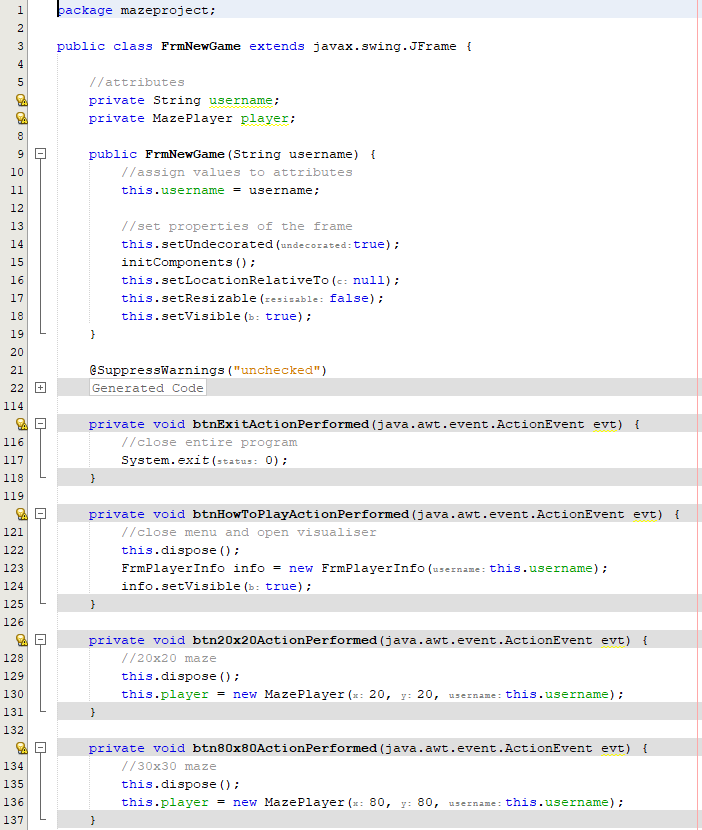 1 package mazeproject;
2
3 public class FrmNewGame extends javax.swing.JFrame {
4
5 //attributes
private String username;
private MazePlayer player;
8
9 public FrmNewGame(String username) {
10 //assign values to attributes
11 this.username = username;
12
13 //set properties of the frame
14 this.setUndecorated(undecorated: true);
15 initComponents();
16 this.setLocationRelativeTo(c: null);
17 this.setResizable(resizable: false);
18 this.setVisible(b: true);
19 }
20
21 @SuppressWarnings("unchecked")
22 Generated Code
114
private void btnExitActionPerformed(java.awt.event.ActionEvent evt) {
116 //close entire program
117 System.exit(status: 0);
118 }
119
private void btnHowToPlayActionPerformed(java.awt.event.ActionEvent evt) {
121 //close menu and open visualiser
122 this.dispose();
123 FrmPlayerInfo info = new FrmPlayerInfo(username: this.username);
124 info.setVisible(b: true);
125 }
126
private void btn20x20ActionPerformed(java.awt.event.ActionEvent evt) {
128 //20x20 maze
129 this.dispose();
130 this.player = new MazePlayer(x: 20, y: 20, username: this.username);
131 }
132
private void btn80x80ActionPerformed(java.awt.event.ActionEvent evt) {
134 //30x30 maze
135 this.dispose();
136 this.player = new MazePlayer(x: 80, y: 80, username: this.username);
137 }